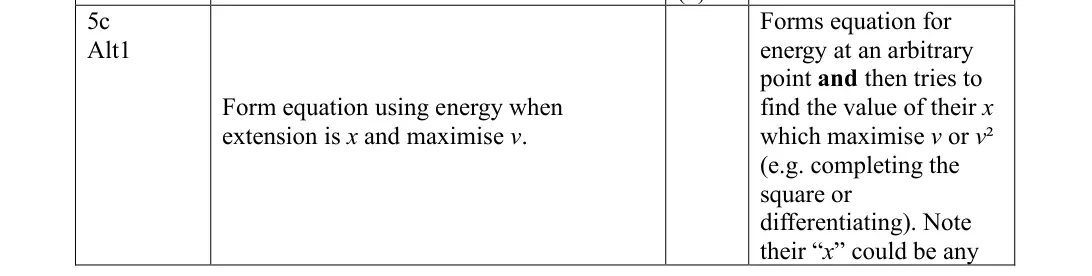 5c
Alt1
Form equation using energy when
extension is x and maximise v.
Forms equation for
energy at an arbitrary
point and then tries to
find the value of their x
which maximise v or v²
(e.g. completing the
square or
differentiating). Note
their “x” could be any